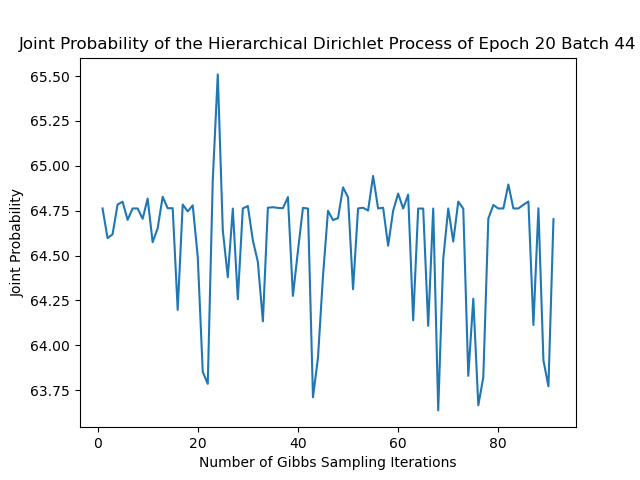 Joint Probability of the Hierarchical Dirichlet Process of Epoch 20 Batch 44
65.50
65.25
65.00
64.75
64.50
64.25
64.00
63.75
Joint Probability
0 20 40 60 80
Number of Gibbs Sampling Iterations